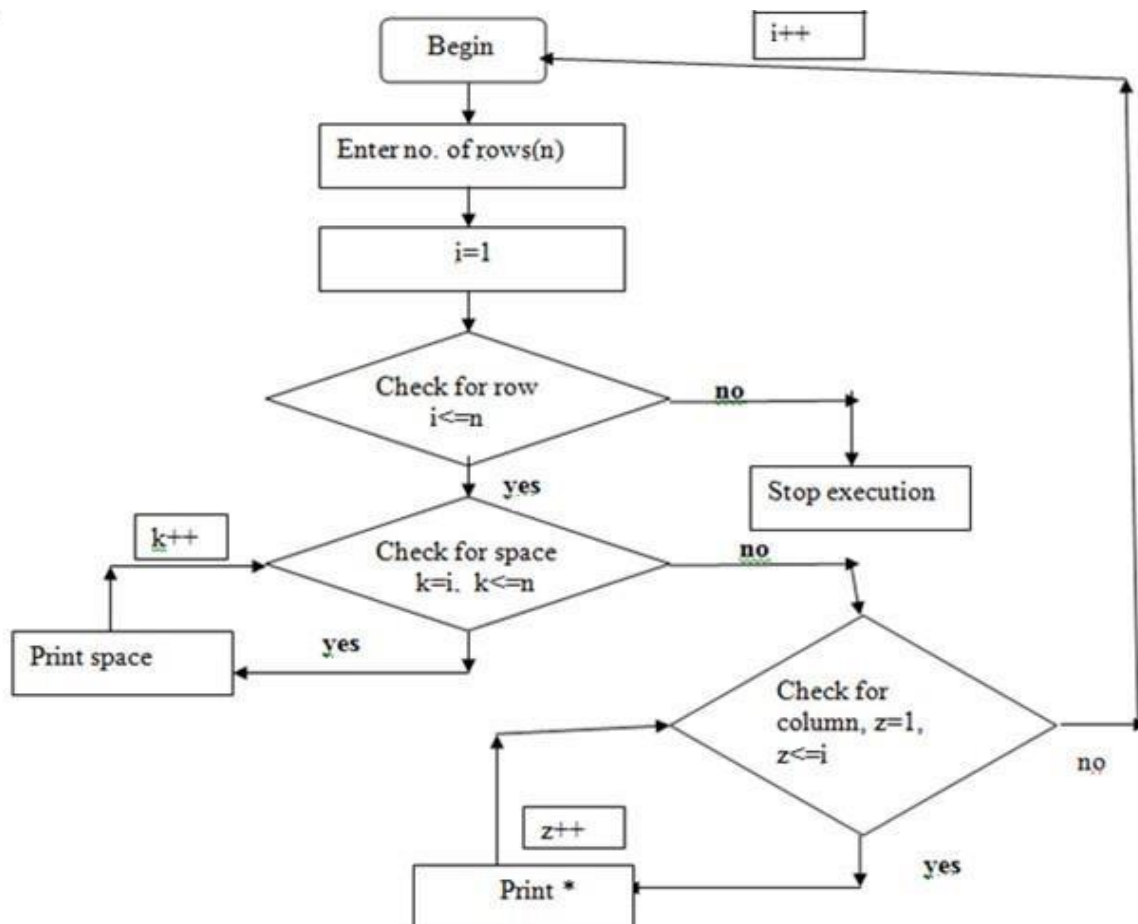 Begin
i++
Enter no. of rows(n)
i=1
Check for row
i<=n
no
Stop execution
yes
k++
Check for space
k=i, k<=n
no
Print space
yes
Check for
column, z=1,
z<=i
no
z++
yes
Print *